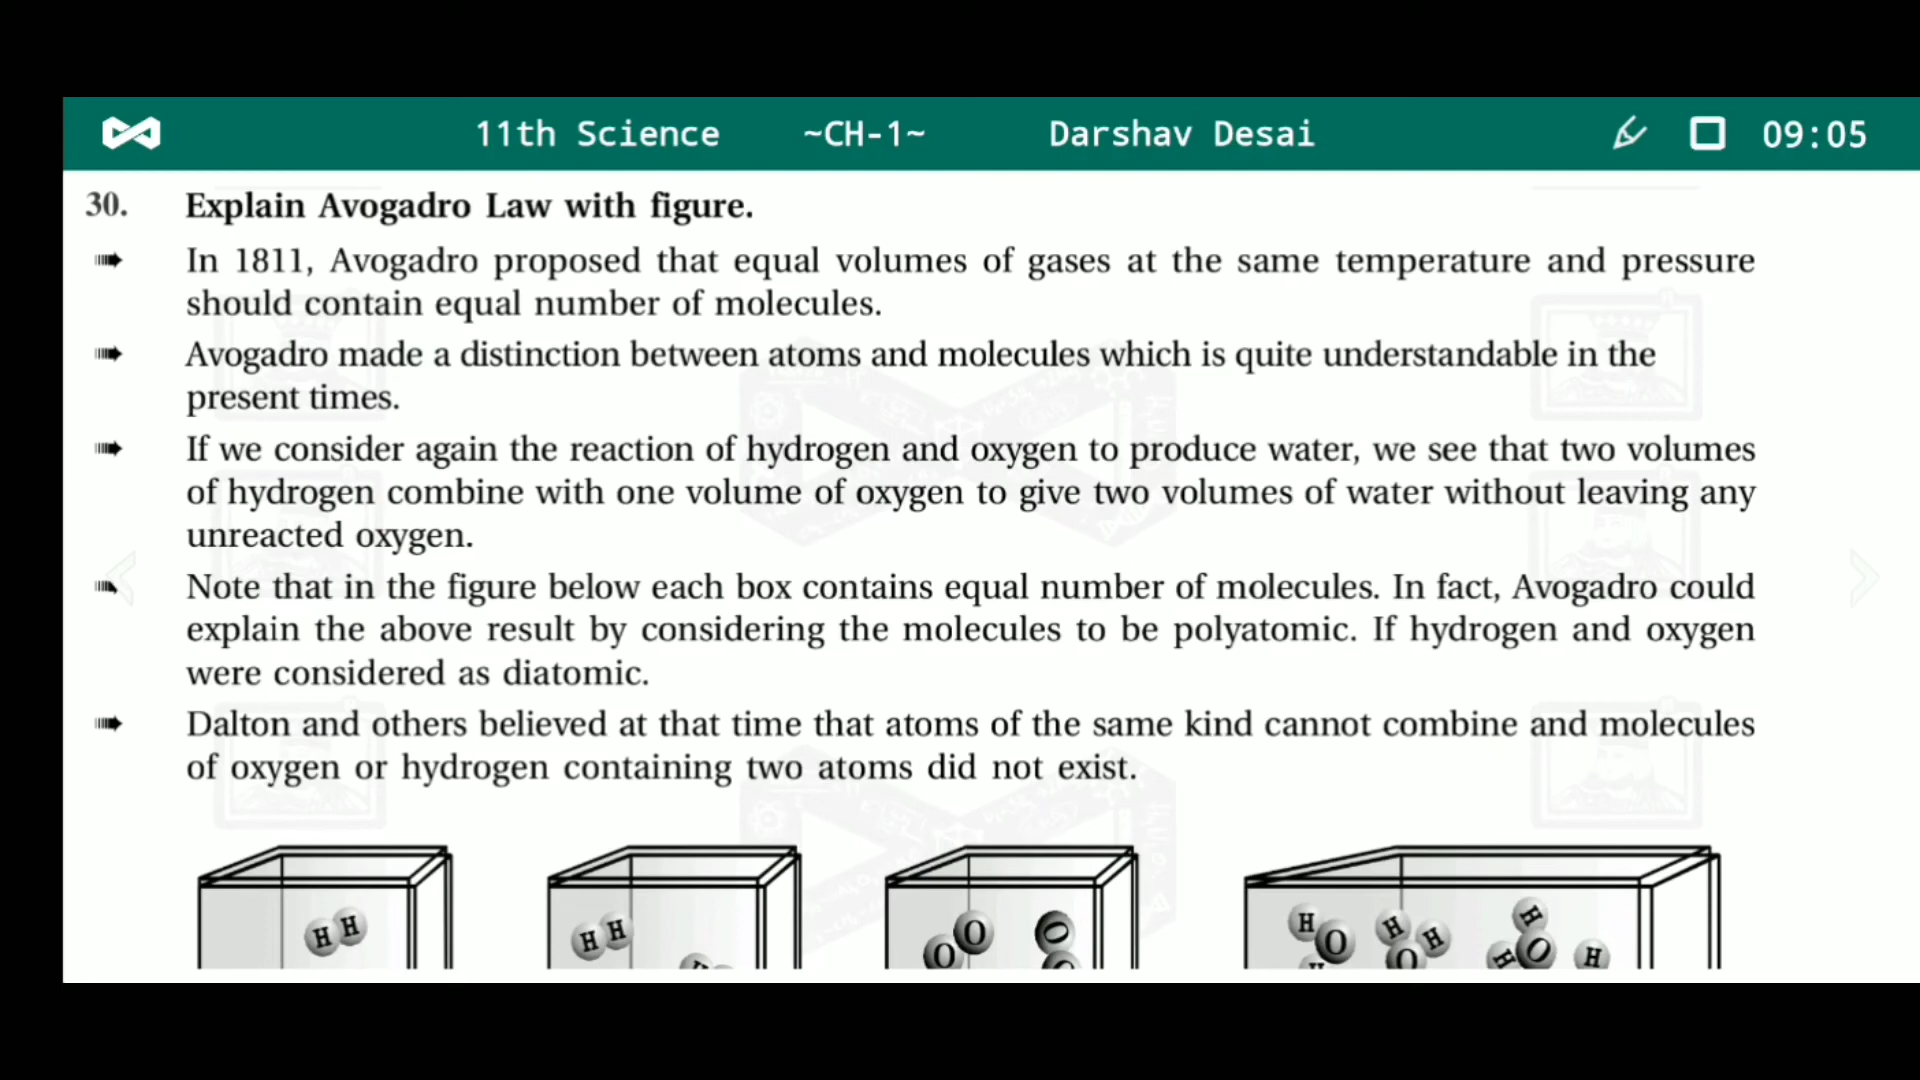 11th Science ~CH-1~ Darshav Desai 09:05
30. Explain Avogadro Law with figure.
In 1811, Avogadro proposed that equal volumes of gases at the same temperature and pressure
should contain equal number of molecules.
Avogadro made a distinction between atoms and molecules which is quite understandable in the
present times.
If we consider again the reaction of hydrogen and oxygen to produce water, we see that two volumes
of hydrogen combine with one volume of oxygen to give two volumes of water without leaving any
unreacted oxygen.
Note that in the figure below each box contains equal number of molecules. In fact, Avogadro could
explain the above result by considering the molecules to be polyatomic. If hydrogen and oxygen
were considered as diatomic.
Dalton and others believed at that time that atoms of the same kind cannot combine and molecules
of oxygen or hydrogen containing two atoms did not exist.
H H H H O O O H O H H O H H O H